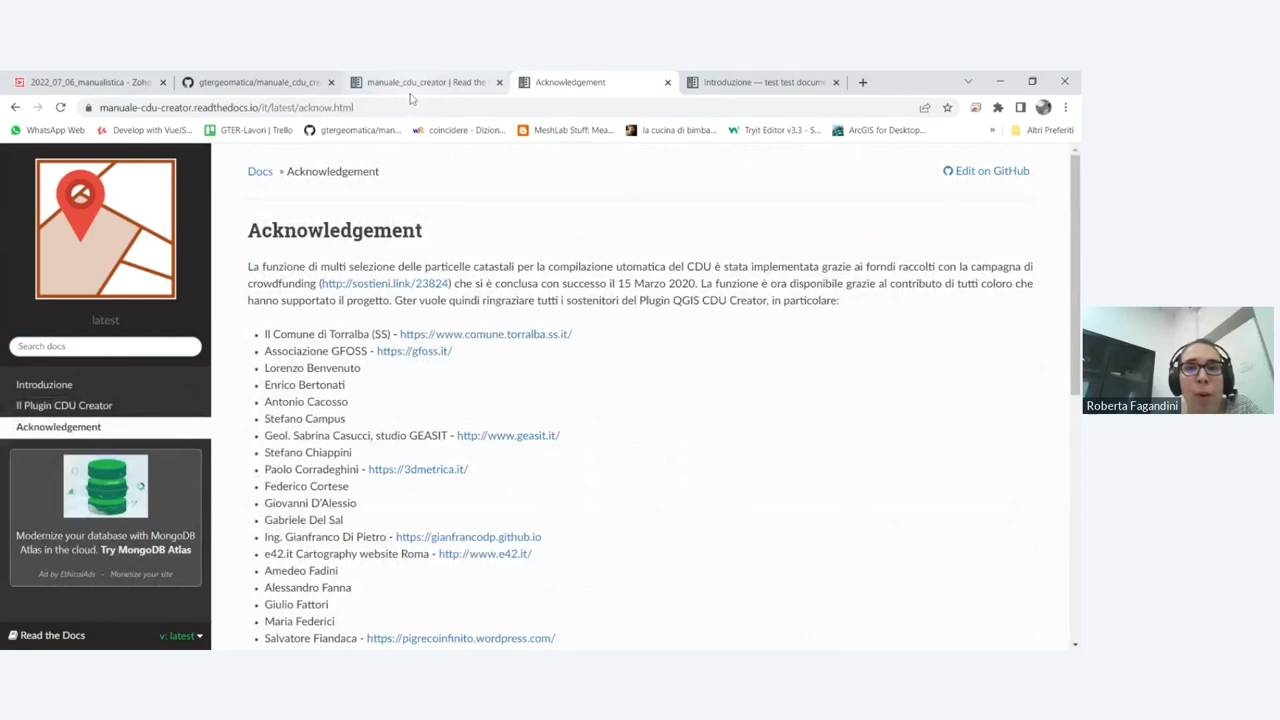 2022_07_06_manualistica - Zoho
gtergeomatica/manuale_cdu_cre
manuale_cdu_creator | Read the
Acknowledgement
Introduzione — test test docume
manuale-cdu-creator.readthedocs.io/it/latest/acknow.html
WhatsApp Web
Develop with VueJS...
GTER-Lavori | Trello
gtergeomatica/man...
coincidere - Dizion...
MeshLab Stuff: Mea...
la cucina di bimba...
Tryit Editor v3.3 - S...
ArcGIS for Desktop...
»
Altri Preferiti
latest
Search docs
Introduzione
Il Plugin CDU Creator
Acknowledgement
Modernize your database with MongoDB
Atlas in the cloud. Try MongoDB Atlas
Ad by EthicalAds - Monetize your site
Read the Docs
v: latest
Docs » Acknowledgement
Edit on GitHub
Acknowledgement
La funzione di multi selezione delle particelle catastali per la compilazione utomatica del CDU è stata implementata grazie ai forndi raccolti con la campagna di
crowdfunding (http://sostieni.link/23824) che si è conclusa con successo il 15 Marzo 2020. La funzione è ora disponibile grazie al contributo di tutti coloro che
hanno supportato il progetto. Gter vuole quindi ringraziare tutti i sostenitori del Plugin QGIS CDU Creator, in particolare:
• Il Comune di Torralba (SS) - https://www.comune.torralba.ss.it/
• Associazione GFOSS - https://gfoss.it/
• Lorenzo Benvenuto
• Enrico Bertonati
• Antonio Cacosso
• Stefano Campus
• Geol. Sabrina Casucci, studio GEASIT - http://www.geasit.it/
• Stefano Chiappini
• Paolo Corradeghini - https://3dmetrica.it/
• Federico Cortese
• Giovanni D'Alessio
• Gabriele Del Sal
• Ing. Gianfranco Di Pietro - https://gianfrancodp.github.io
• e42.it Cartography website Roma - http://www.e42.it/
• Amedeo Fadini
• Alessandro Fanna
• Giulio Fattori
• Maria Federici
• Salvatore Fiandaca - https://pigrecoinfinito.wordpress.com/
Roberta Fagandini